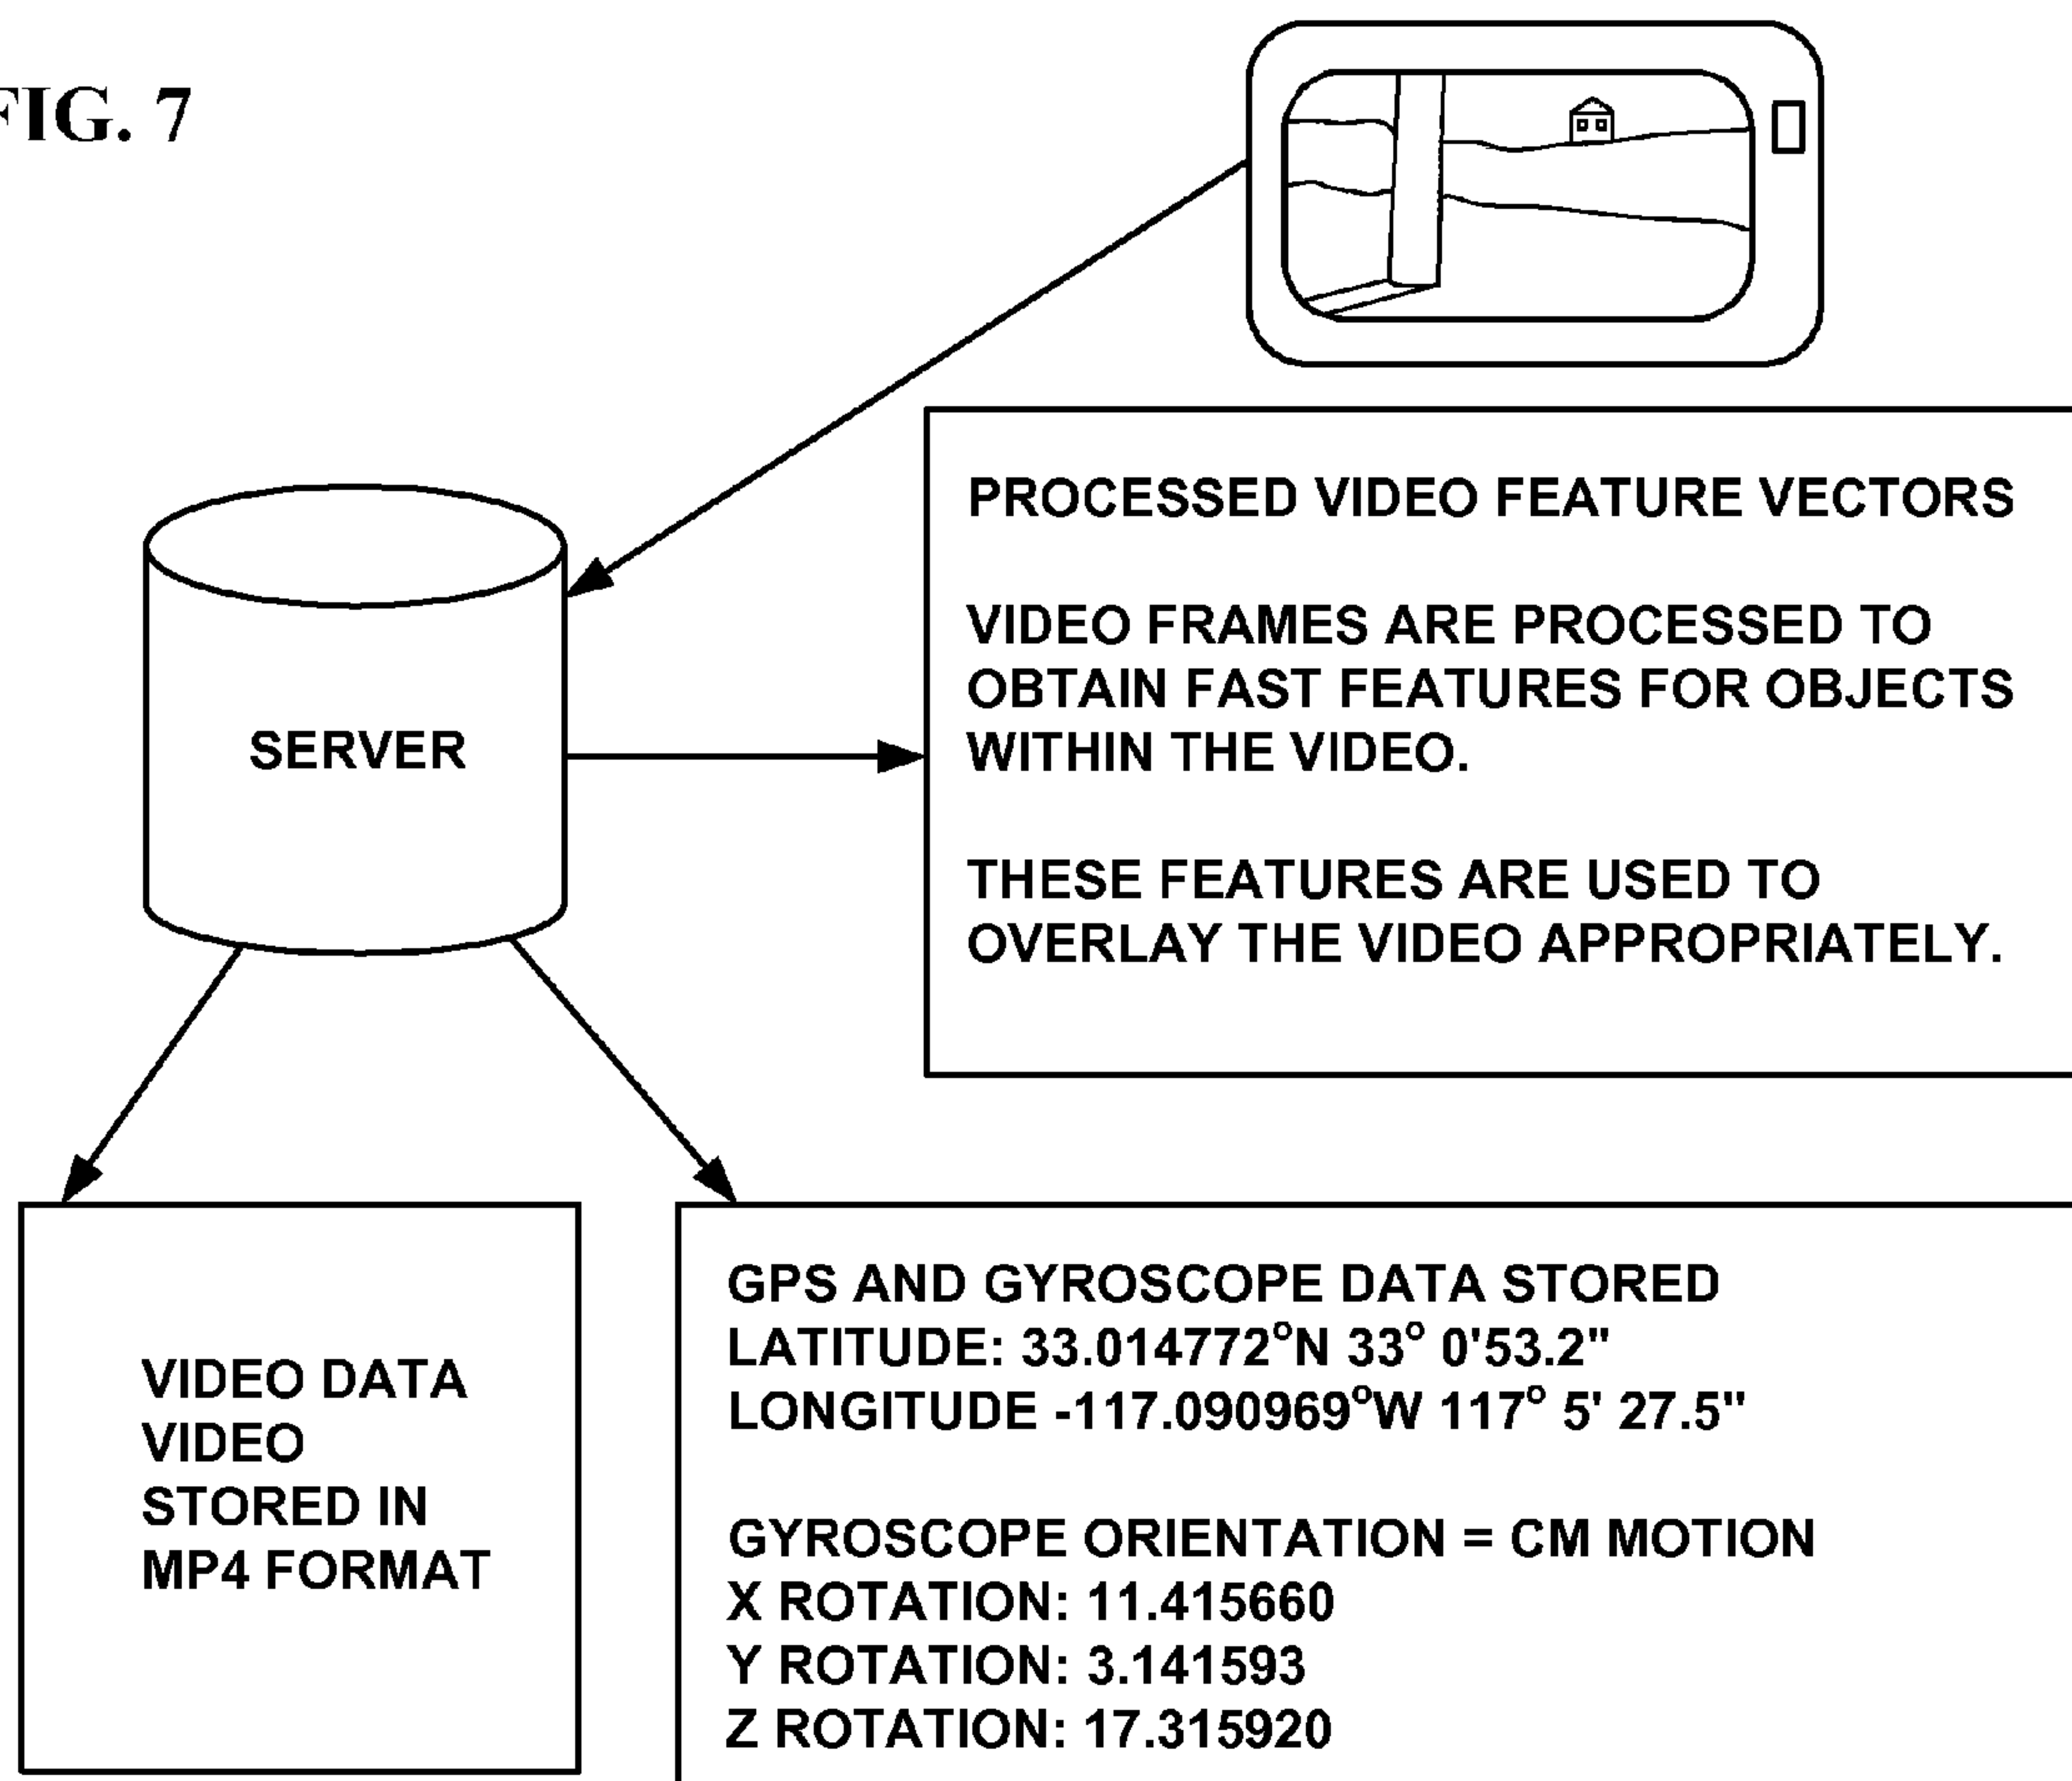 FIG. 7
PROCESSED VIDEO FEATURE VECTORS
VIDEO FRAMES ARE PROCESSED TO
OBTAIN FAST FEATURES FOR OBJECTS
WITHIN THE VIDEO.
THESE FEATURES ARE USED TO
OVERLAY THE VIDEO APPROPRIATELY.
SERVER
VIDEO DATA
VIDEO
STORED IN
MP4 FORMAT
GPS AND GYROSCOPE DATA STORED
LATITUDE: 33.014772°N 33° 0'53.2"
LONGITUDE -117.090969°W 117° 5' 27.5"
GYROSCOPE ORIENTATION = CM MOTION
X ROTATION: 11.415660
Y ROTATION: 3.141593
Z ROTATION: 17.315920